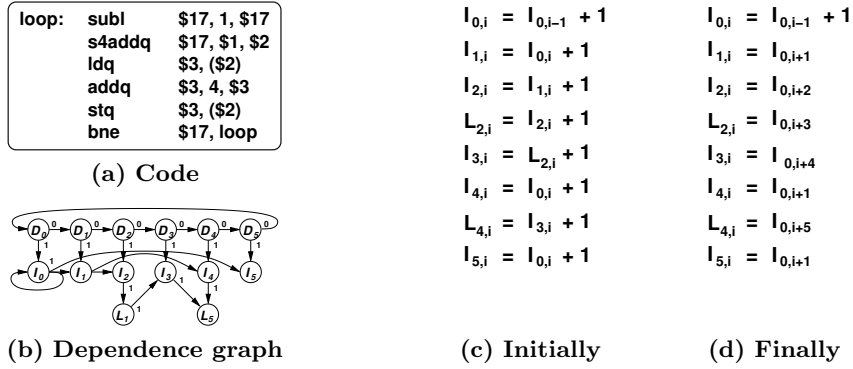 loop: subl $17, 1, $17
s4addq $17, $1, $2
ldq $3, ($2)
addq $3, 4, $3
stq $3, ($2)
bne $17, loop
(a) Code
0 0 0 0 0 0
D0 D1 D2 D3 D4 D5
1 1 1 1 1 1
1
I0 I1 I2 I3 I4 I5
1 1 1 1
L1 L5
(b) Dependence graph
I0,i = I0,i−1 + 1
I1,i = I0,i + 1
I2,i = I1,i + 1
L2,i = I2,i + 1
I3,i = L2,i + 1
I4,i = I0,i + 1
L4,i = I3,i + 1
I5,i = I0,i + 1
(c) Initially
I0,i = I0,i−1 + 1
I1,i = I0,i+1
I2,i = I0,i+2
L2,i = I0,i+3
I3,i = I0,i+4
I4,i = I0,i+1
L4,i = I0,i+5
I5,i = I0,i+1
(d) Finally